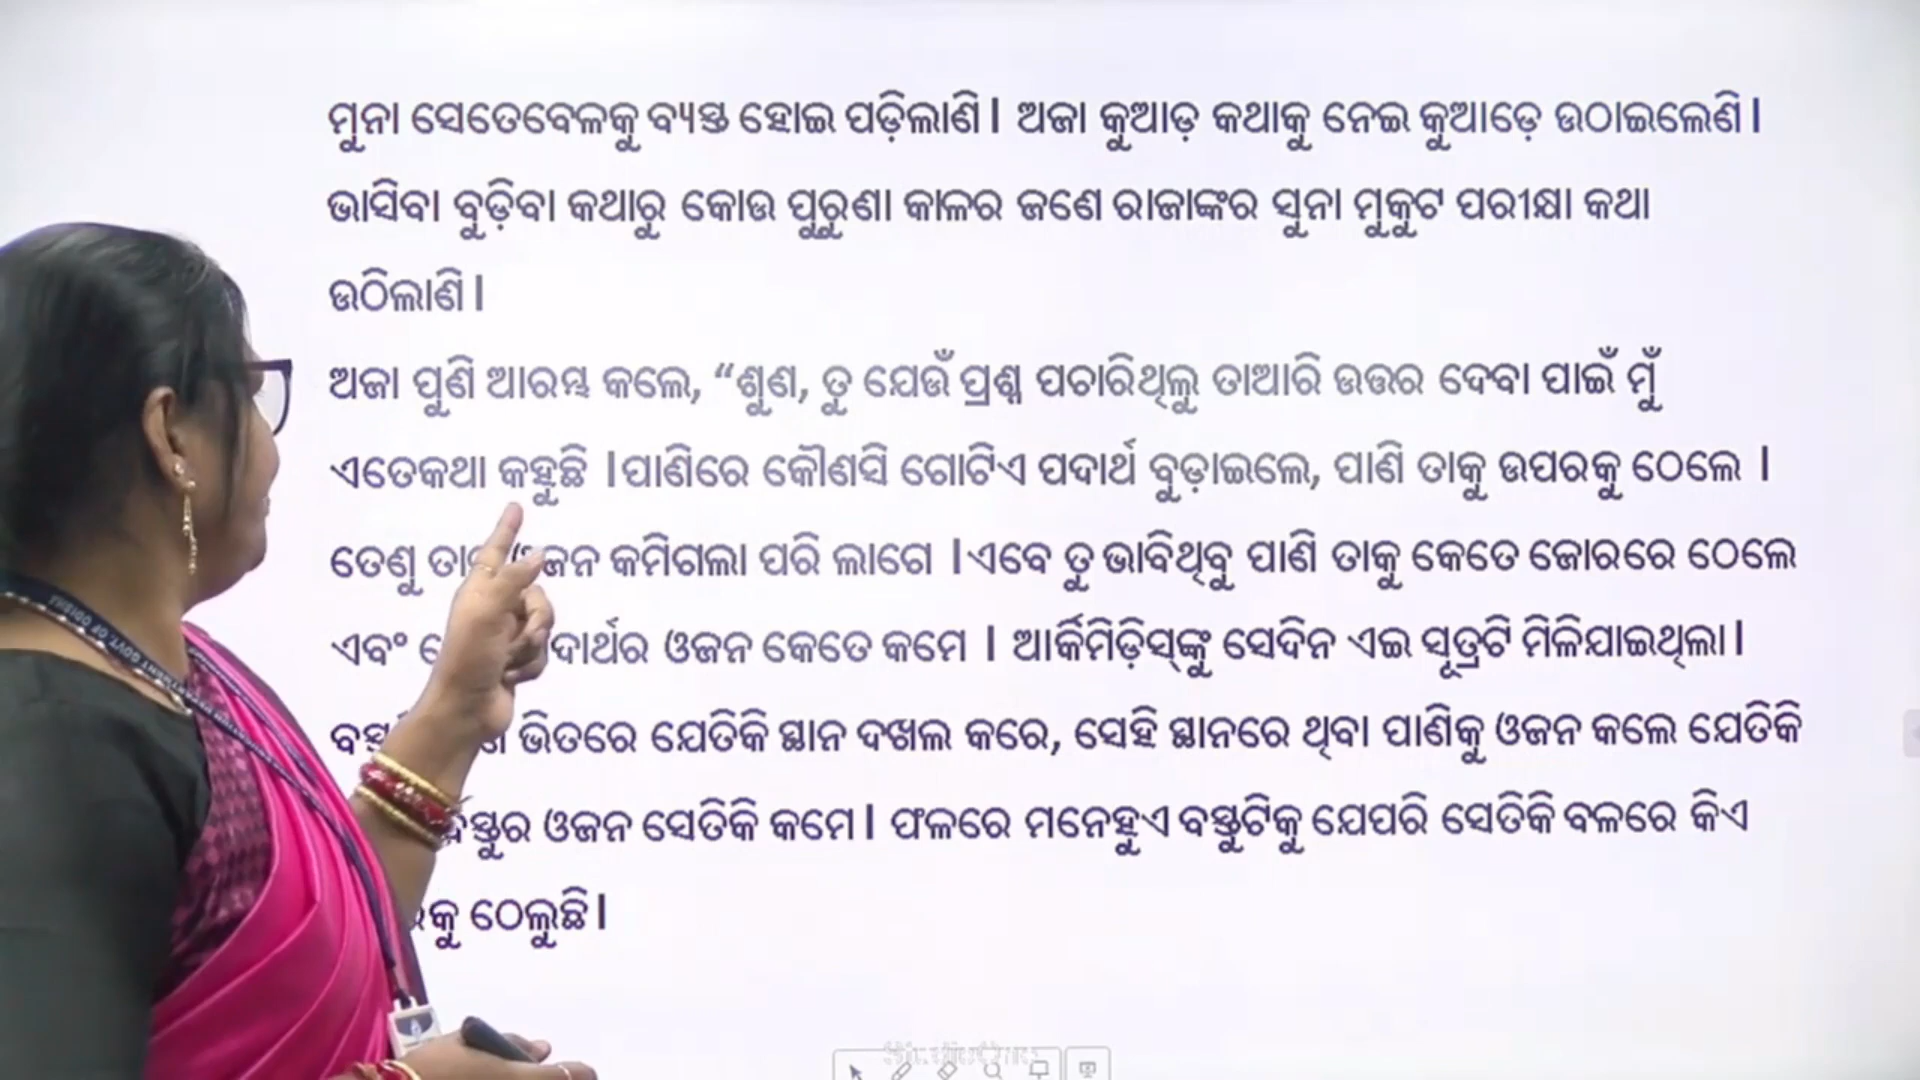 ମୁନା ସେତେବେଳକୁ ବ୍ୟସ୍ତ ହୋଇ ପଡ଼ିଲାଣି। ଅଜା କୁଆଡ଼ କଥାକୁ ନେଇ କୁଆଡ଼େ ଉଠାଇଲେଣି।
ଭାସିବା ବୁଡ଼ିବା କଥାରୁ କୋଉ ପୁରୁଣା କାଳର ଜଣେ ରାଜାଙ୍କର ସୁନା ମୁକୁଟ ପରୀକ୍ଷା କଥା
ଉଠିଲାଣି।
ଅଜା ପୁଣି ଆରମ୍ଭ କଲେ, “ଶୁଣ, ତୁ ଯେଉଁ ପ୍ରଶ୍ନ ପଚାରିଥିଲୁ ତାଆରି ଉତ୍ତର ଦେବା ପାଇଁ ମୁଁ
ଏତେକଥା କହୁଛି ।ପାଣିରେ କୌଣସି ଗୋଟିଏ ପଦାର୍ଥ ବୁଡ଼ାଇଲେ, ପାଣି ତାକୁ ଉପରକୁ ଠେଲେ ।
ତେଣୁ କମିଗଲା ପରି ଲାଗେ ।ଏବେ ତୁ ଭାବିଥିବୁ ପାଣି ତାକୁ କେତେ ଜୋରରେ ଠେଲେ
ଏବଂ ଓଜନ କେତେ କମେ । ଆର୍କିମିଡ଼ିସ୍‌ଙ୍କୁ ସେଦିନ ଏଇ ସୂତ୍ରଟି ମିଳିଯାଇଥିଲା।
ଭିତରେ ଯେତିକି ସ୍ଥାନ ଦଖଲ କରେ, ସେହି ସ୍ଥାନରେ ଥିବା ପାଣିକୁ ଓଜନ କଲେ ଯେତିକି
ଓଜନ ସେତିକି କମେ। ଫଳରେ ମନେହୁଏ ବସ୍ତୁଟିକୁ ଯେପରି ସେତିକି ବଳରେ କିଏ
ଠେଲୁଛି।